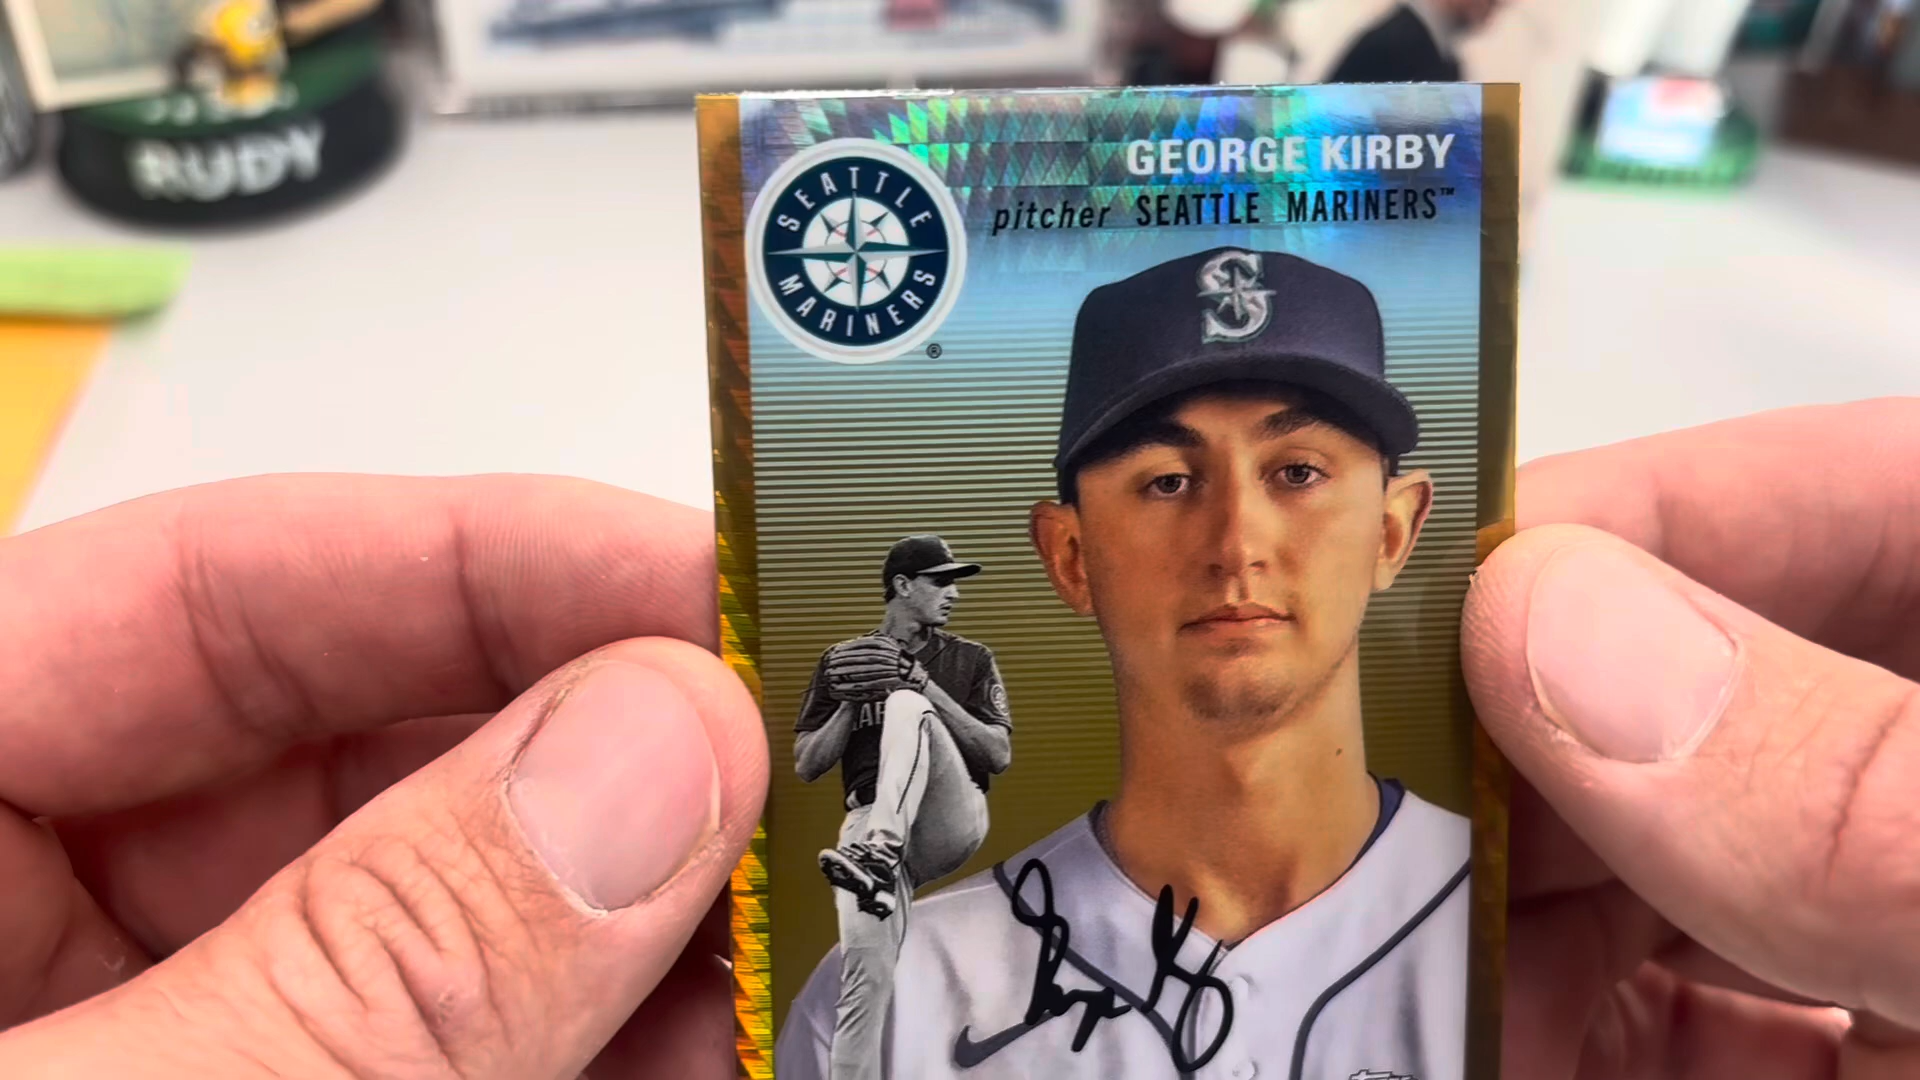 RUDY
GEORGE KIRBY
pitcher SEATTLE MARINERS™
SEATTLE
MARINERS
®
S